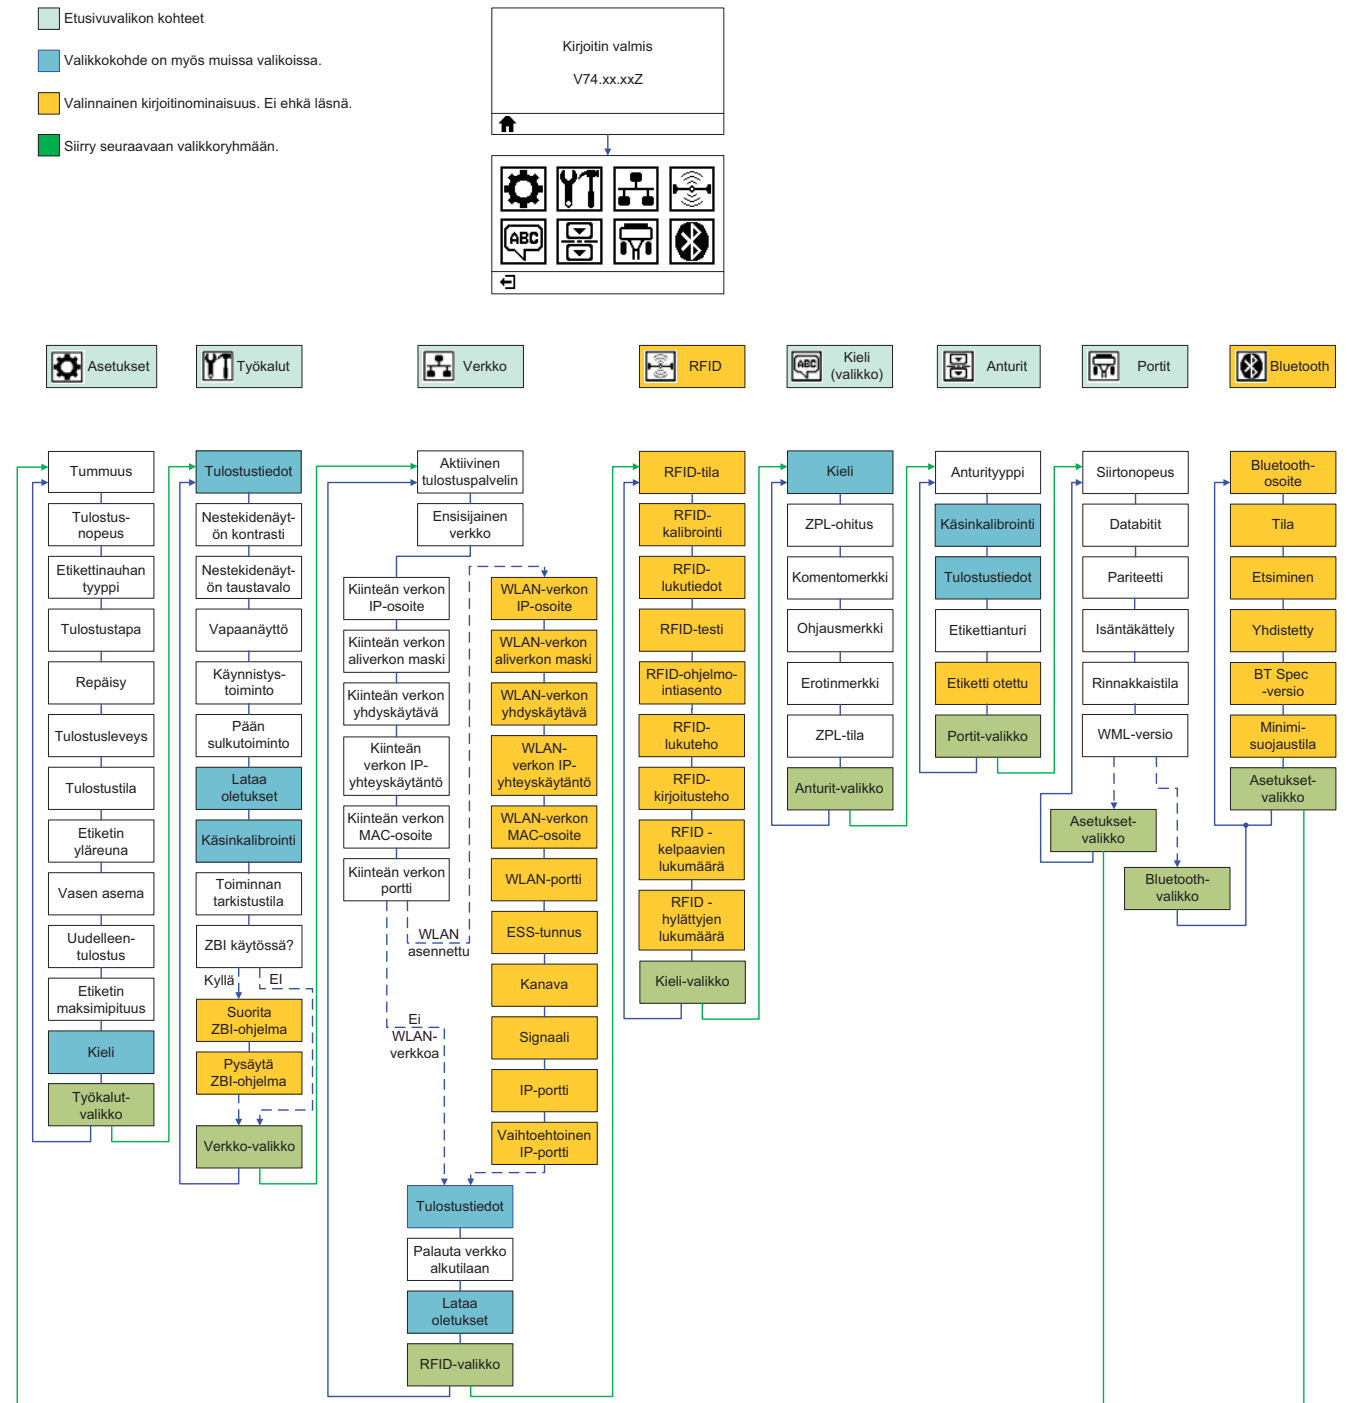 Etusivuvalikon kohteet
Valikkokohde on myös muissa valikoissa.
Valinnainen kirjoitinominaisuus. Ei ehkä läsnä.
Siirry seuraavaan valikkoryhmään.
Kirjoitin valmis
V74.xx.xxZ
ABC
Asetukset
Työkalut
Verkko
RFID
ABC
Kieli
(valikko)
Anturit
Portit
Bluetooth
Tummuus
Tulostus-
nopeus
Etikettinauhan
tyyppi
Tulostustapa
Repäisy
Tulostusleveys
Tulostustila
Etiketin
yläreuna
Vasen asema
Uudelleen-
tulostus
Etiketin
maksimipituus
Kieli
Työkalut-
valikko
Tulostustiedot
Nestekidenäyt-
ön kontrasti
Nestekidenäyt-
ön taustavalo
Vapaanäyttö
Käynnistys-
toiminto
Pään
sulkutoiminto
Lataa
oletukset
Käsinkalibrointi
Toiminnan
tarkistustila
ZBI käytössä?
Kyllä
EI
Suorita
ZBI-ohjelma
Pysäytä
ZBI-ohjelma
Verkko-valikko
Aktiivinen
tulostuspalvelin
Ensisijainen
verkko
Kiinteän verkon
IP-osoite
Kiinteän verkon
aliverkon maski
Kiinteän verkon
yhdyskäytävä
Kiinteän
verkon IP-
yhteyskäytäntö
Kiinteän verkon
MAC-osoite
Kiinteän verkon
portti
WLAN
asennettu
Ei
WLAN-
verkkoa
WLAN-verkon
IP-osoite
WLAN-verkon
aliverkon maski
WLAN-verkon
yhdyskäytävä
WLAN-
verkon IP-
yhteyskäytäntö
WLAN-verkon
MAC-osoite
WLAN-portti
ESS-tunnus
Kanava
Signaali
IP-portti
Vaihtoehtoinen
IP-portti
Tulostustiedot
Palauta verkko
alkutilaan
Lataa
oletukset
RFID-valikko
RFID-tila
RFID-
kalibrointi
RFID-
lukutiedot
RFID-testi
RFID-ohjelmo-
intiasento
RFID-
lukuteho
RFID-
kirjoitusteho
RFID -
kelpaavien
lukumäärä
RFID -
hylättyjen
lukumäärä
Kieli-valikko
Kieli
ZPL-ohitus
Komentomerkki
Ohjausmerkki
Erotinmerkki
ZPL-tila
Anturit-valikko
Anturityyppi
Käsinkalibrointi
Tulostustiedot
Etikettianturi
Etiketti otettu
Portit-valikko
Siirtonopeus
Databitit
Pariteetti
Isäntäkättely
Rinnakkaistila
WML-versio
Asetukset-
valikko
Bluetooth-
valikko
Bluetooth-
osoite
Tila
Etsiminen
Yhdistetty
BT Spec
-versio
Minimi-
suojaustila
Asetukset-
valikko